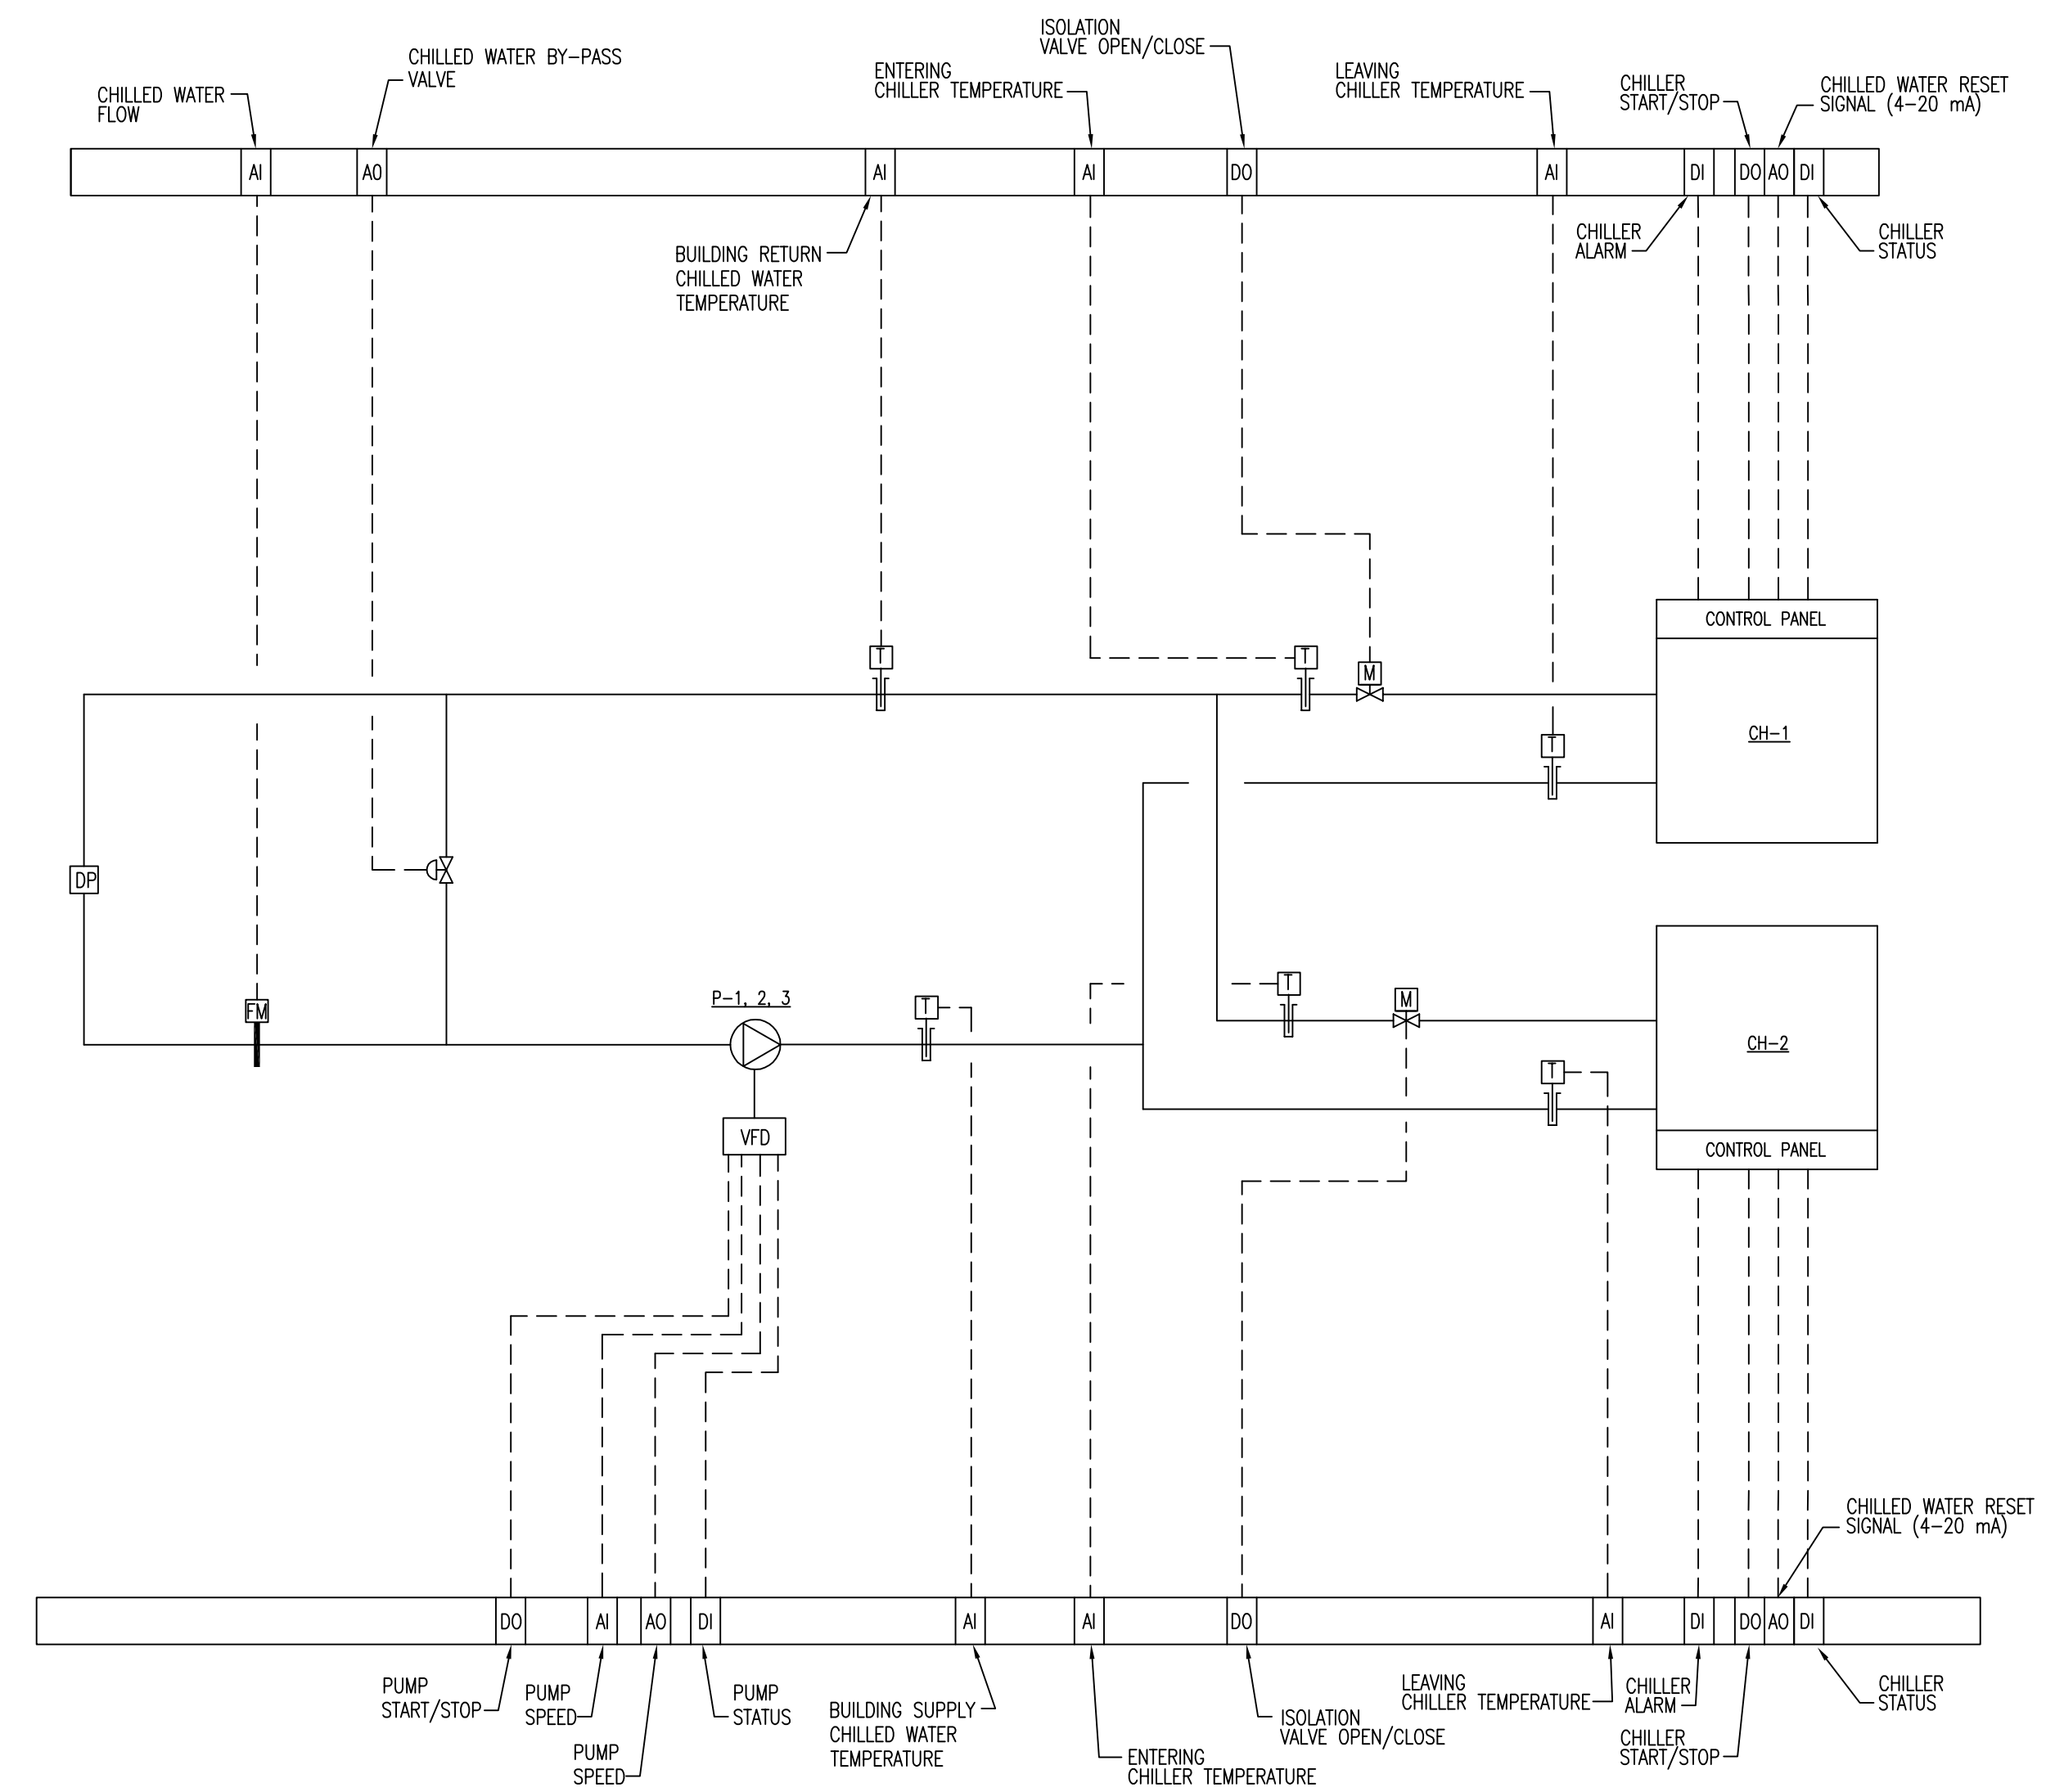 ISOLATION
VALVE OPEN/CLOSE
CHILLED WATER BY-PASS
VALVE
ENTERING
CHILLER TEMPERATURE
LEAVING
CHILLER TEMPERATURE
CHILLER
START/STOP
CHILLED WATER RESET
SIGNAL (4-20 mA)
CHILLED WATER
FLOW
AI
AO
AI
AI
DO
AI
DI
DO
AO
DI
BUILDING RETURN
CHILLED WATER
TEMPERATURE
CHILLER
ALARM
CHILLER
STATUS
CONTROL PANEL
T
T
M
CH-1
T
DP
T
M
FM
P-1, 2, 3
T
CH-2
T
VFD
CONTROL PANEL
CHILLED WATER RESET
SIGNAL (4-20 mA)
DO
AI
AO
DI
AI
AI
DO
AI
DI
DO
AO
DI
PUMP
START/STOP
PUMP
SPEED
PUMP
SPEED
PUMP
STATUS
BUILDING SUPPLY
CHILLED WATER
TEMPERATURE
ENTERING
CHILLER TEMPERATURE
ISOLATION
VALVE OPEN/CLOSE
LEAVING
CHILLER TEMPERATURE
CHILLER
ALARM
CHILLER
START/STOP
CHILLER
STATUS